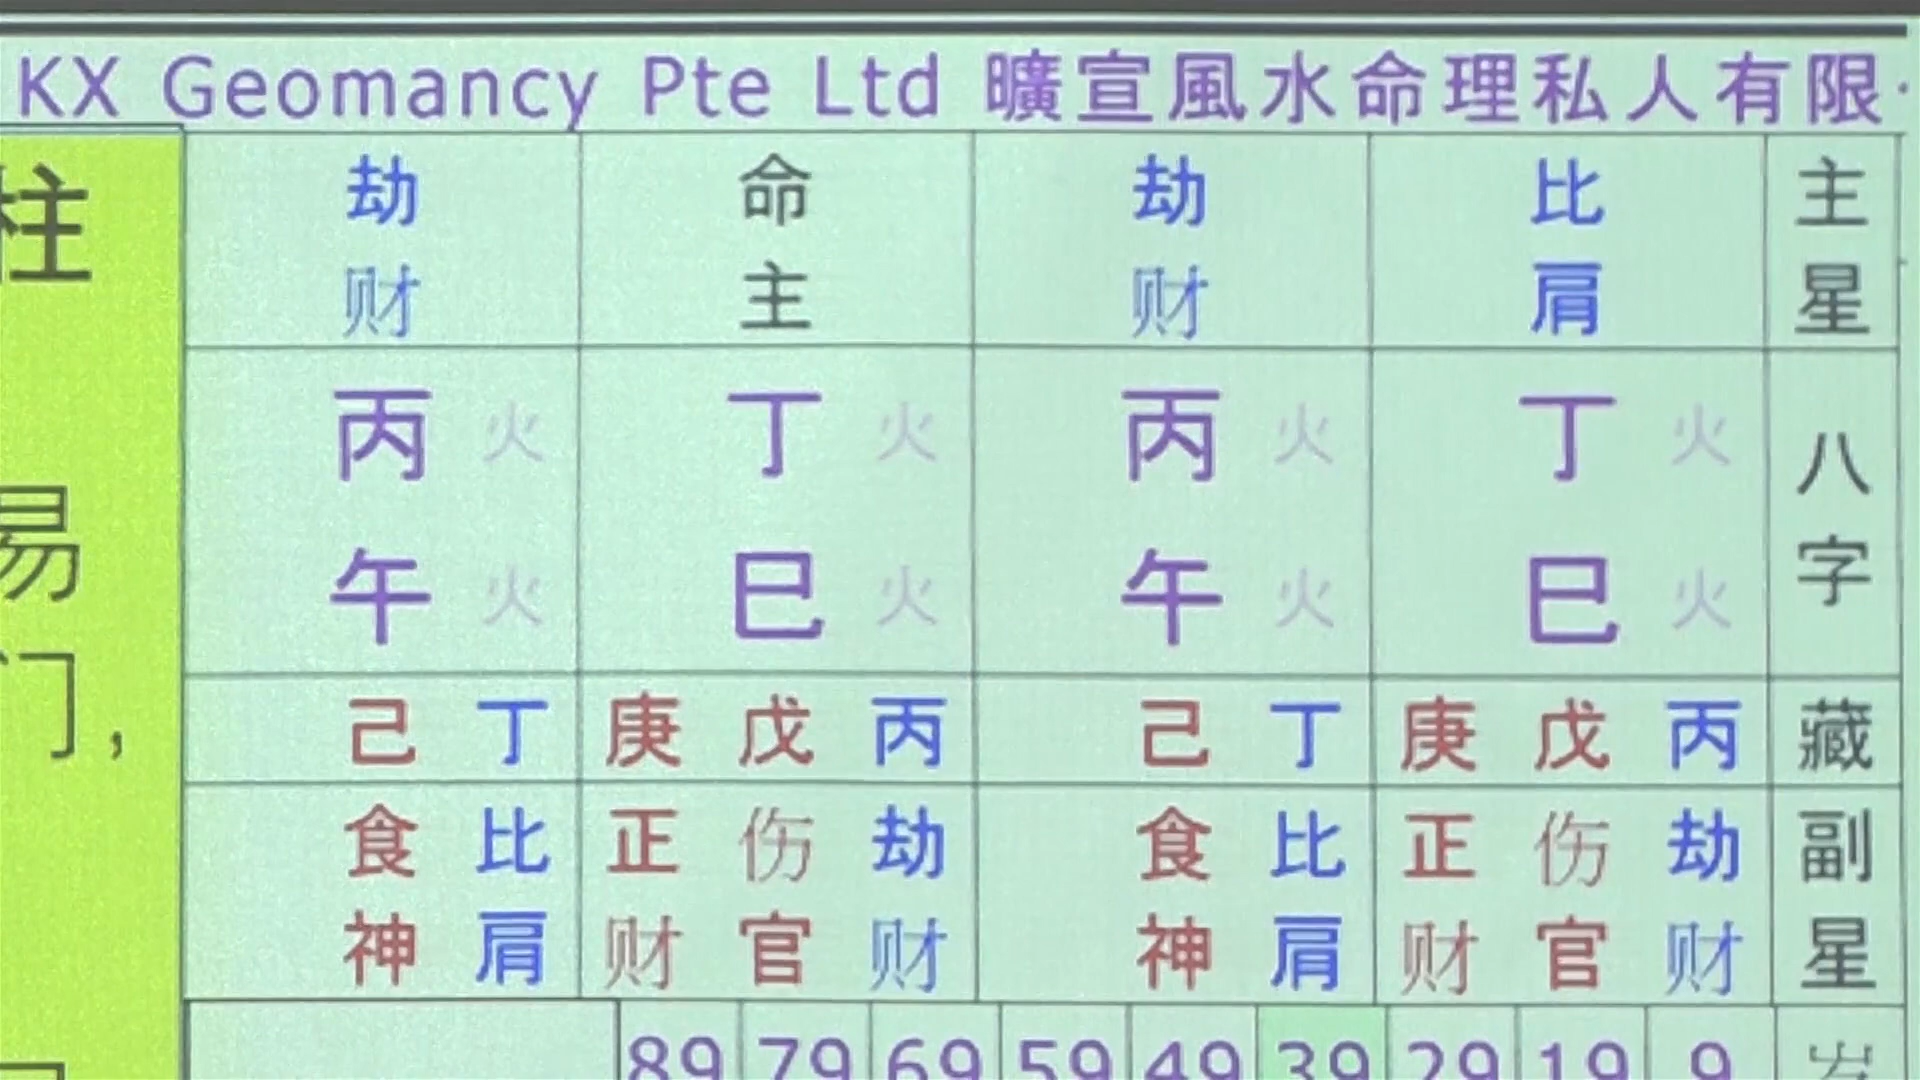 KX Geomancy Pte Ltd 曠宣風水命理私人有限
柱
劫 命 劫 比 主
财 主 财 肩 星
丙 火 丁 火 丙 火 丁 火 八
易
午 火 巳 火 午 火 巳 火 字
门,
己 丁 庚 戊 丙 己 丁 庚 戊 丙 藏
食 比 正 伤 劫 食 比 正 伤 劫 副
神 肩 财 官 财 神 肩 财 官 财 星
89 79 69 59 49 39 29 19 9